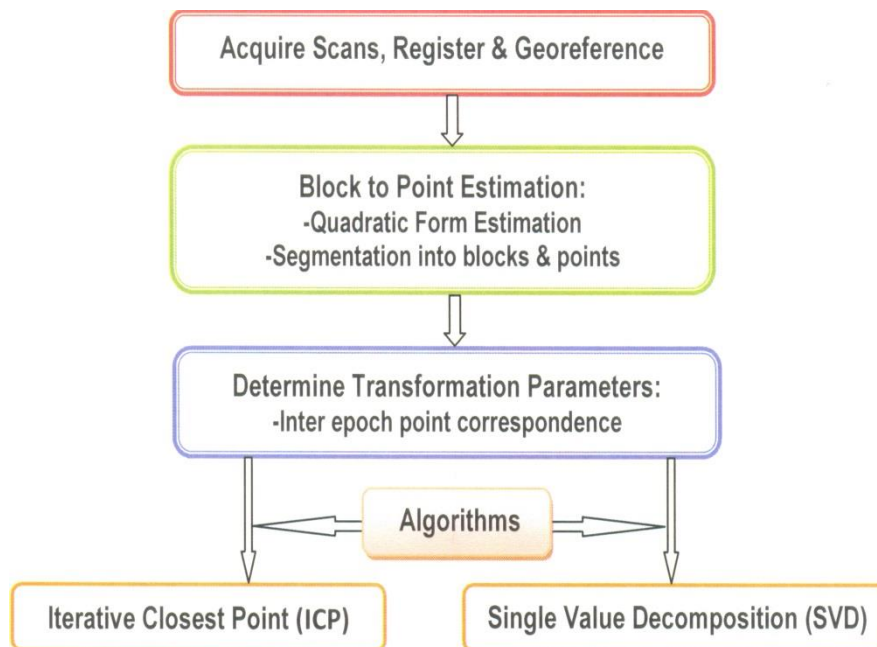 Acquire Scans, Register & Georeference
Block to Point Estimation:
-Quadratic Form Estimation
-Segmentation into blocks & points
Determine Transformation Parameters:
-Inter epoch point correspondence
Algorithms
Iterative Closest Point (ICP)
Single Value Decomposition (SVD)